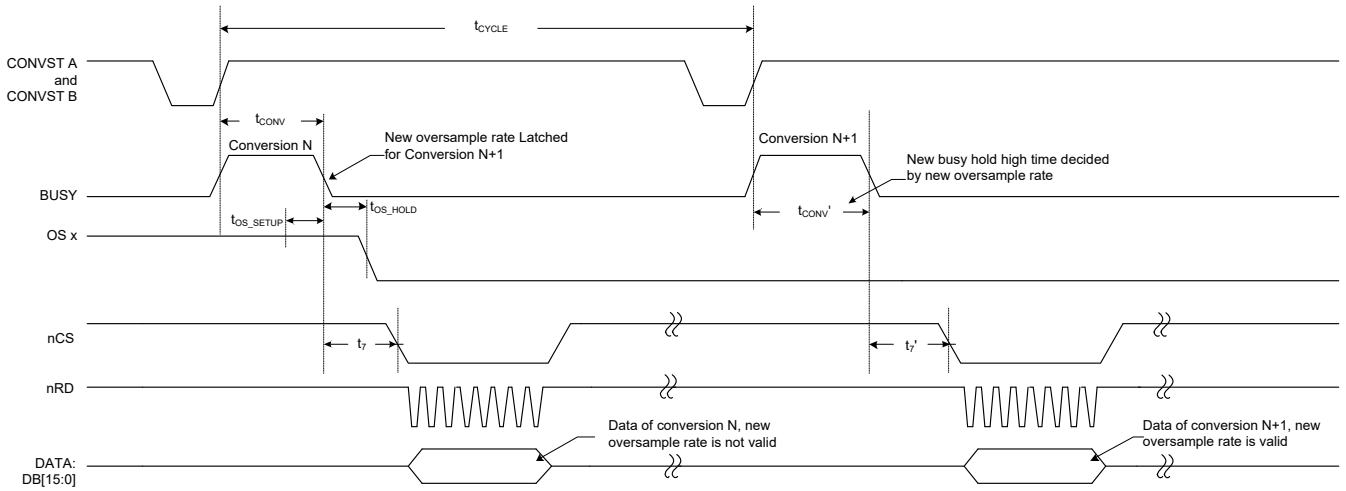 tCYCLE
CONVST A
and
CONVST B
tCONV
New oversample rate Latched
for Conversion N+1
Conversion N
Conversion N+1
New busy hold high time decided
by new oversample rate
BUSY
tOS_SETUP
tOS_HOLD
tCONV'
OS x
nCS
t7
t7'
nRD
Data of conversion N, new
oversample rate is not valid
Data of conversion N+1, new
oversample rate is valid
DATA:
DB[15:0]